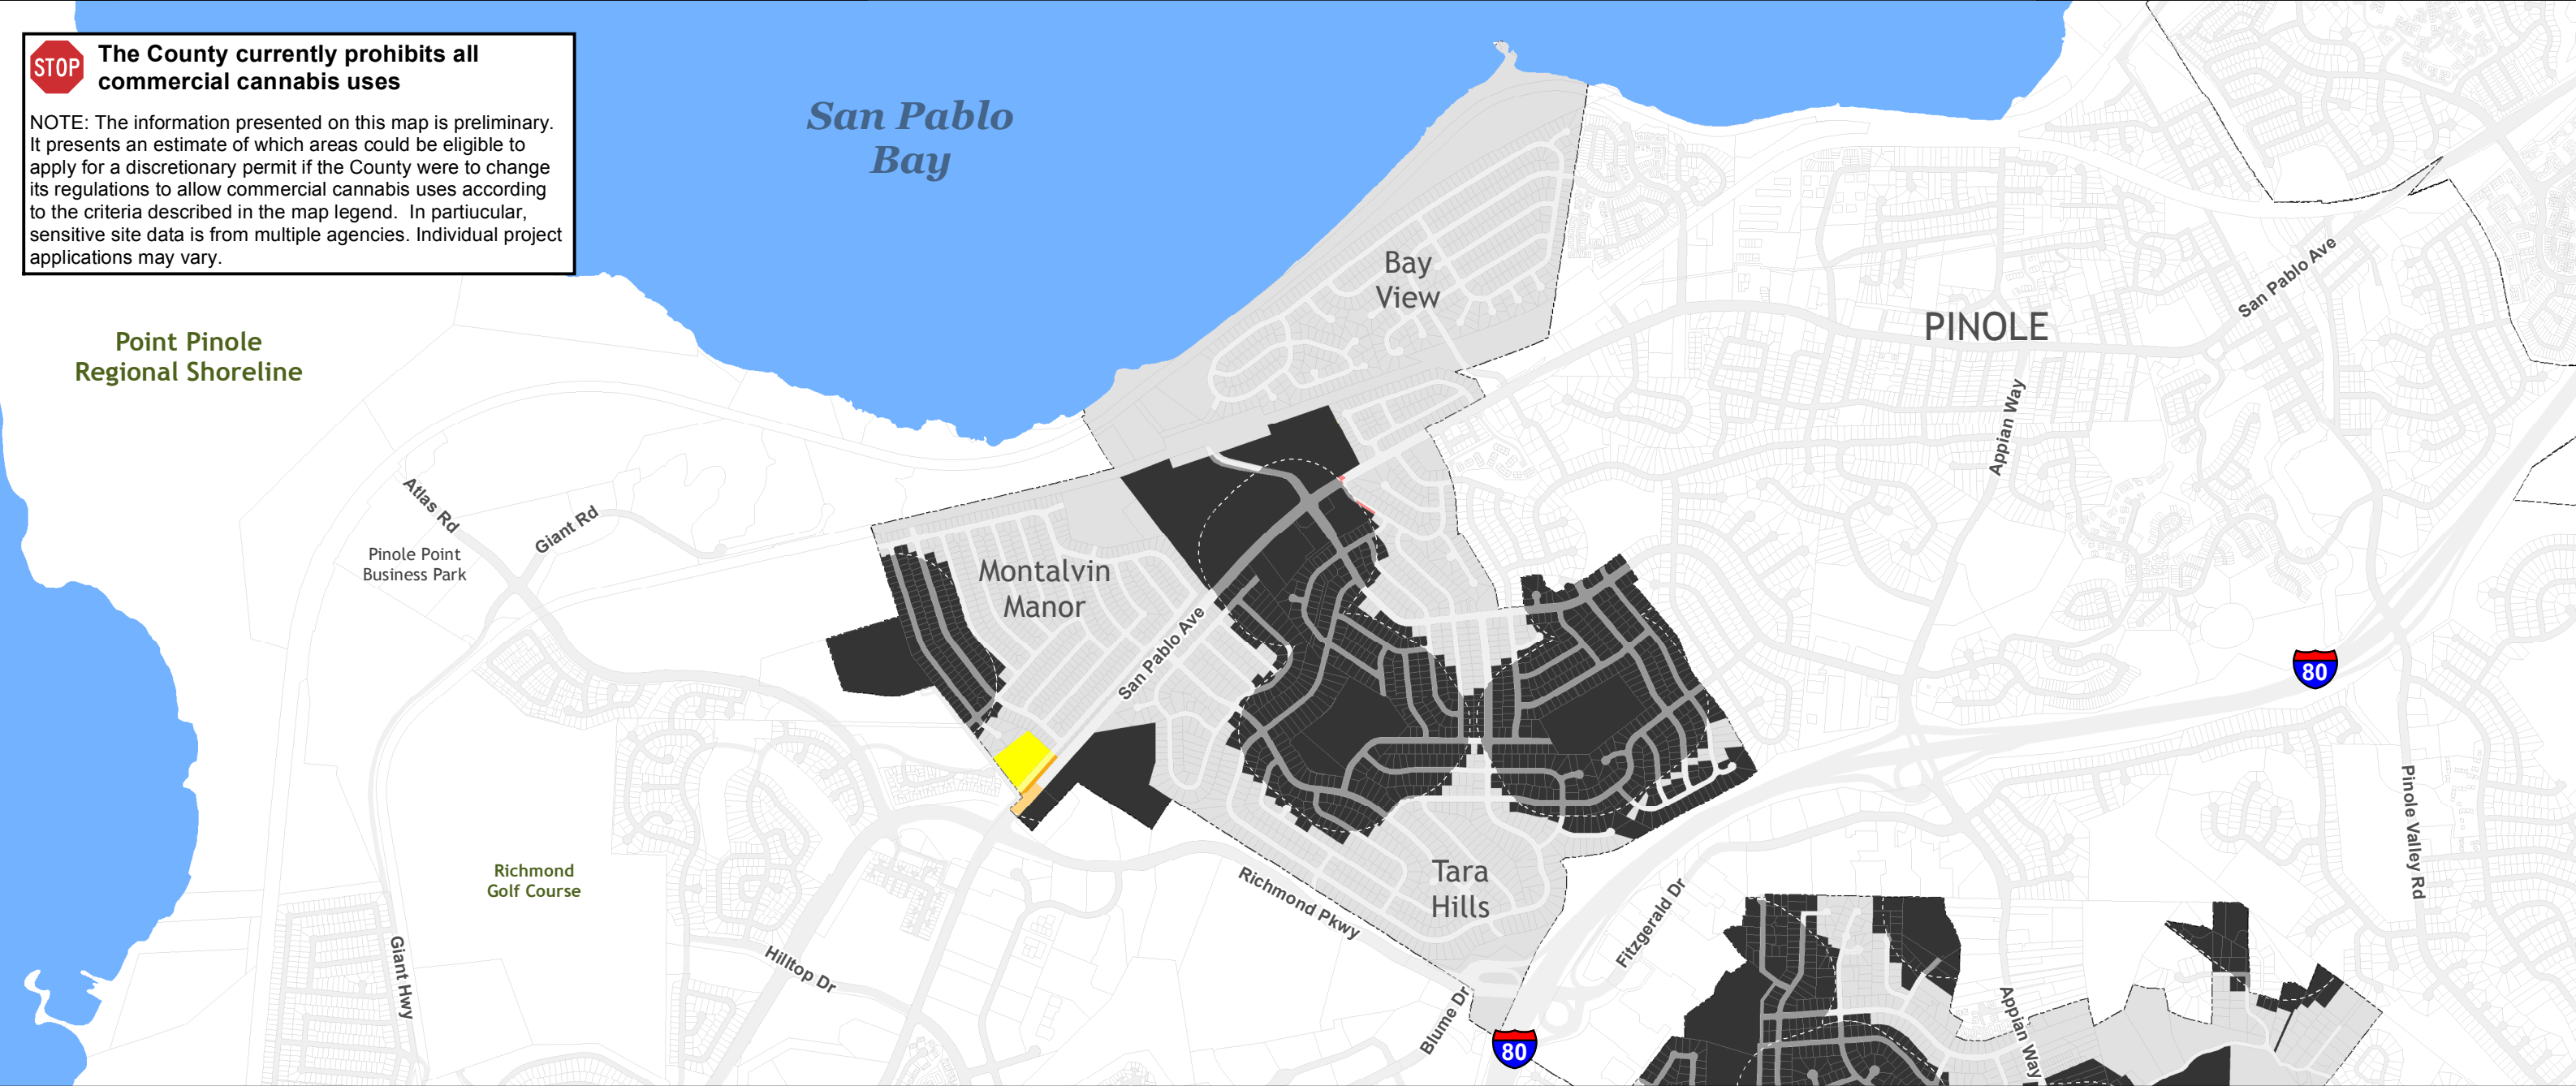 STOP
The County currently prohibits all
commercial cannabis uses
NOTE: The information presented on this map is preliminary.
It presents an estimate of which areas could be eligible to
apply for a discretionary permit if the County were to change
its regulations to allow commercial cannabis uses according
to the criteria described in the map legend.  In partiucular,
sensitive site data is from multiple agencies. Individual project
applications may vary.
San Pablo
Bay
Bay
View
PINOLE
San Pablo Ave
Point Pinole
Regional Shoreline
Appian Way
Atlas Rd
Giant Rd
Pinole Point
Business Park
Montalvin
Manor
San Pablo Ave
80
Pinole Valley Rd
Richmond
Golf Course
Tara
Hills
Richmond Pkwy
Fitzgerald Dr
Giant Hwy
Hilltop Dr
Blume Dr
80
Appian Way